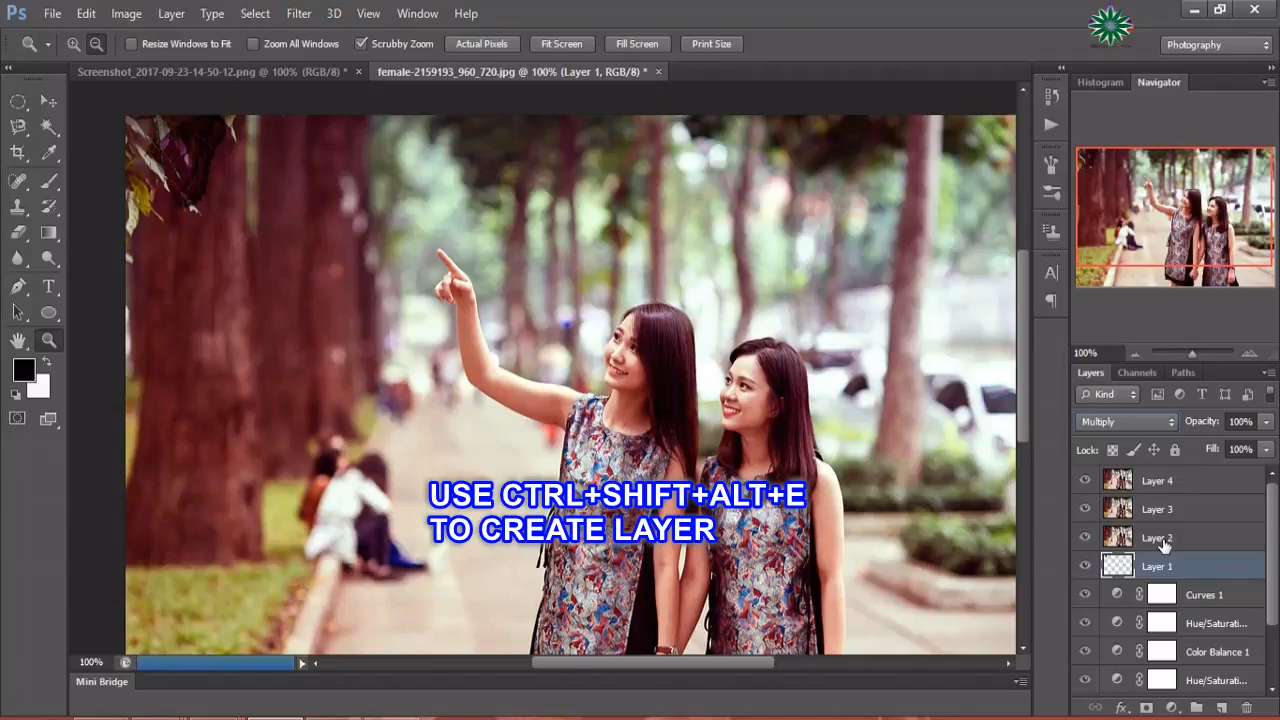 Ps File Edit Image Layer Type Select Filter 3D View Window Help
Resize Windows to Fit Zoom All Windows Scrubby Zoom Actual Pixels Fit Screen Fill Screen Print Size Photography
Screenshot_2017-09-23-14-50-12.png @ 100% (RGB/8) * × female-2159193_960_720.jpg @ 100% (Layer 1, RGB/8) * ×
Histogram Navigator
100%
Layers Channels Paths
Kind
Multiply Opacity: 100%
Lock: Fill: 100%
Layer 4
USE CTRL+SHIFT+ALT+E
TO CREATE LAYER
Layer 3
Layer 2
Layer 1
Curves 1
Hue/Saturati...
Color Balance 1
Hue/Saturati...
100%
Mini Bridge